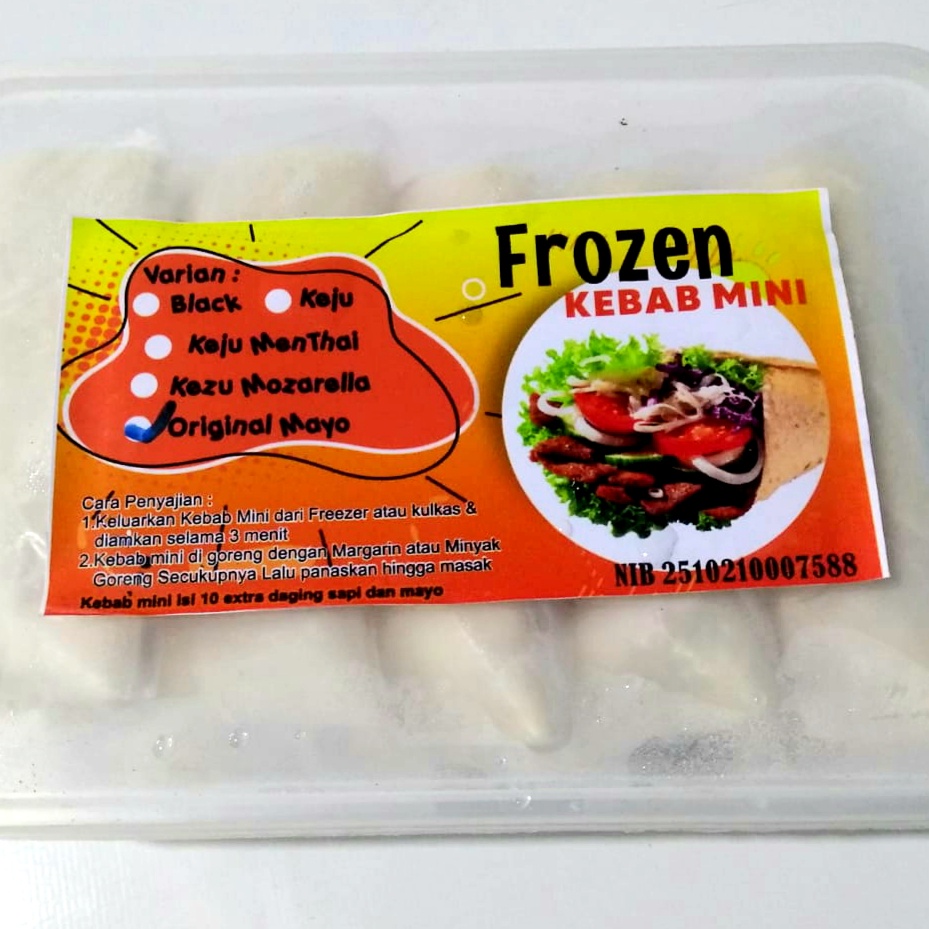 Frozen
KEBAB MINI
Varian :
Black Keju
Keju MenThai
Kezu Mozarella
Original Mayo
Cara Penyajian :
1.Keluarkan Kebab Mini dari Freezer atau kulkas &
diamkan selama 3 menit
2.Kebab mini di goreng dengan Margarin atau Minyak
Goreng Secukupnya Lalu panaskan hingga masak
Kebab mini isi 10 extra daging sapi dan mayo
NIB 2510210007588